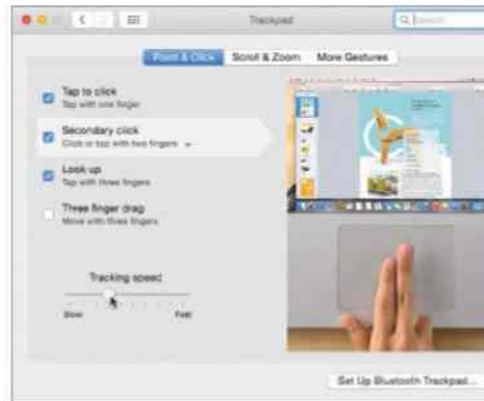 Trackpad
Search
Point & Click
Scroll & Zoom
More Gestures
Tap to click
Tap with one finger
Secondary click
Click or tap with two fingers
Look up
Tap with three fingers
Three finger drag
Move with three fingers
Tracking speed
Slow
Fast
Set Up Bluetooth Trackpad...